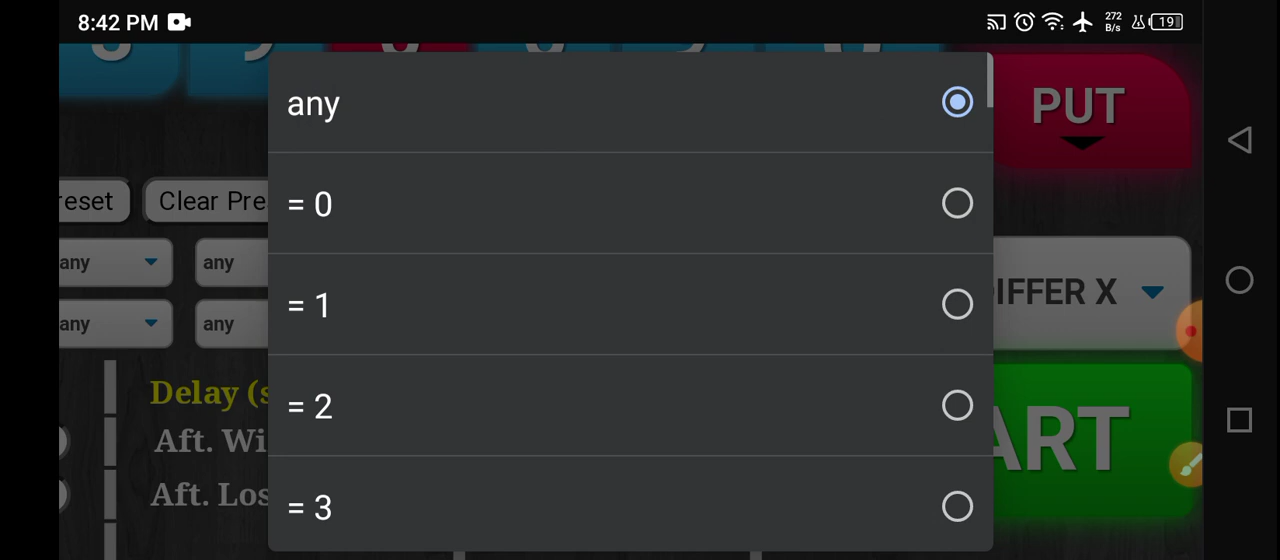 8:42 PM
272
B/s
19
PUT
reset
Clear Pre
any
any
IFFER X
any
any
any
= 0
= 1
= 2
= 3
Delay (s
Aft. Wi
Aft. Los
ART